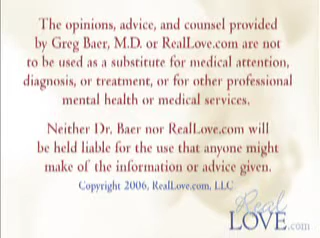 The opinions, advice, and counsel provided
by Greg Baer, M.D. or RealLove.com are not
to be used as a substitute for medical attention,
diagnosis, or treatment, or for other professional
mental health or medical services.
Neither Dr. Baer nor RealLove.com will
be held liable for the use that anyone might
make of the information or advice given.
Copyright 2006, RealLove.com, LLC
Real
LOVE.com